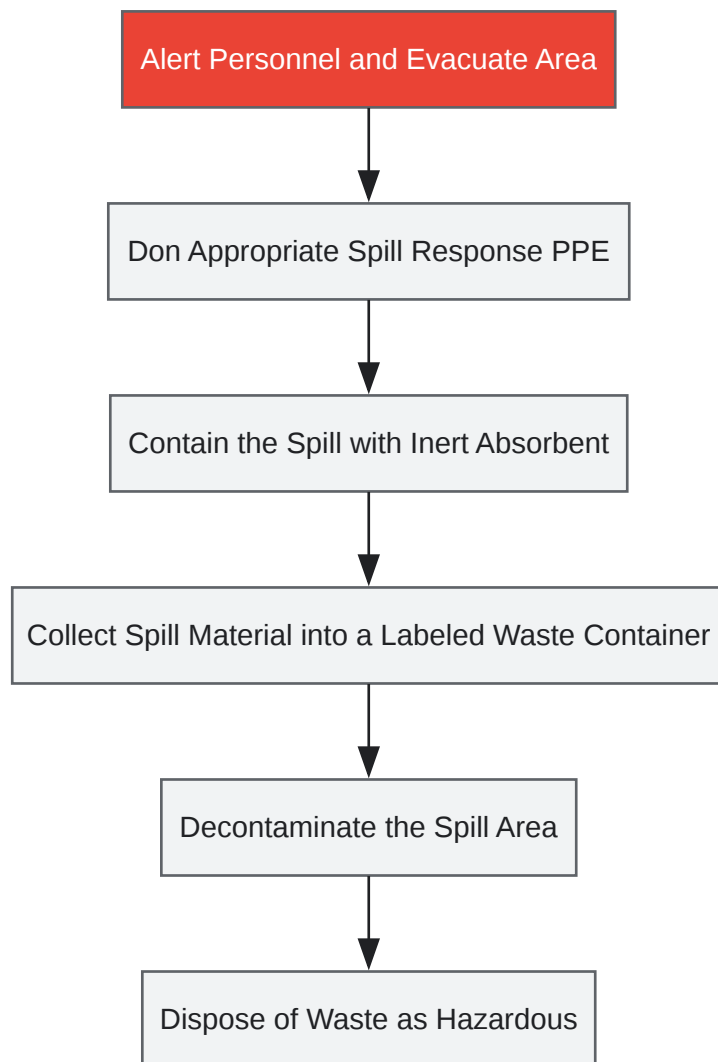 Alert Personnel and Evacuate Area
Don Appropriate Spill Response PPE
Contain the Spill with Inert Absorbent
Collect Spill Material into a Labeled Waste Container
Decontaminate the Spill Area
Dispose of Waste as Hazardous